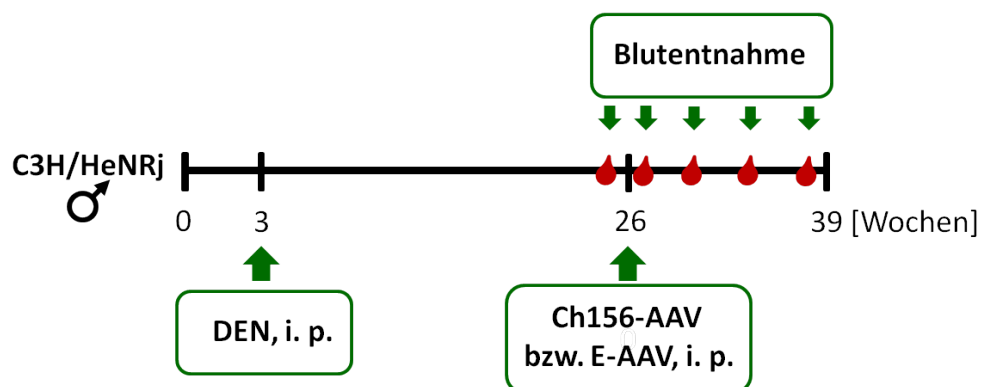 Blutentnahme
C3H/HeNRj
0 3 26 39 [Wochen]
DEN, i. p.
Ch156-AAV
bzw. E-AAV, i. p.